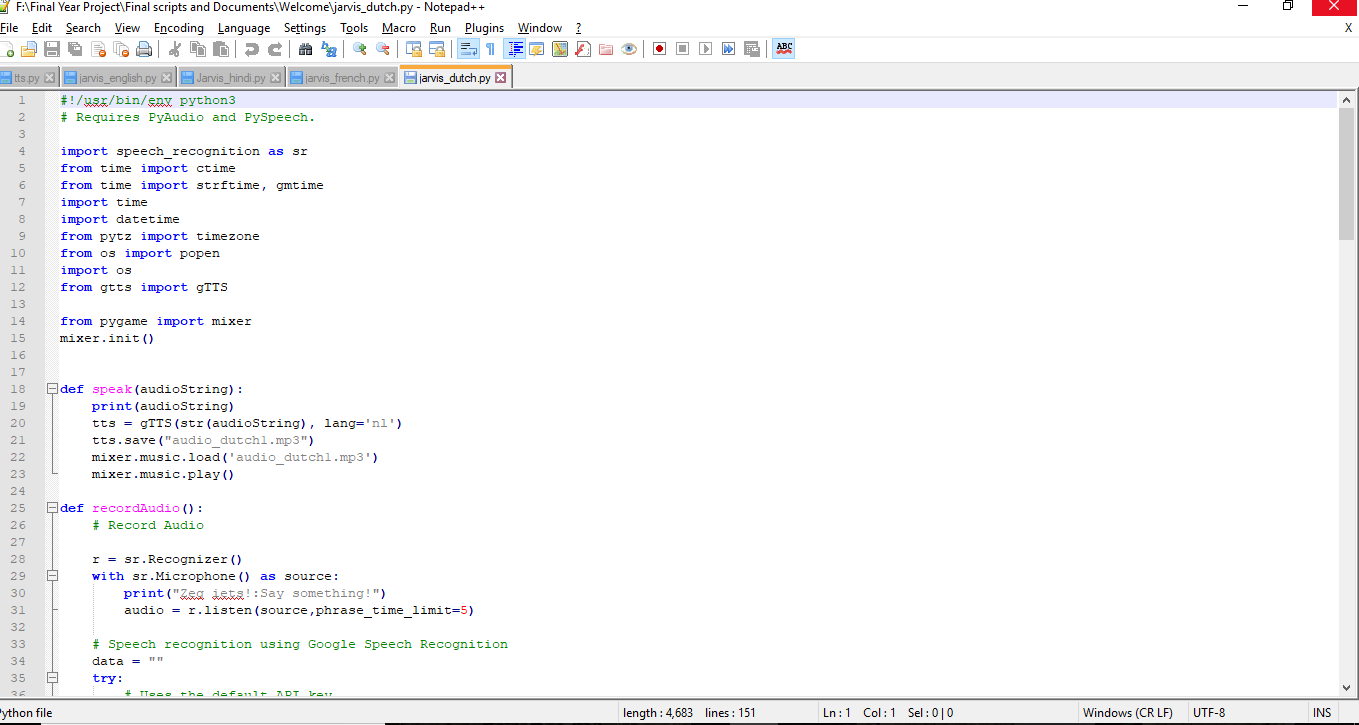 F:\Final Year Project\Final scripts and Documents\Welcome\jarvis_dutch.py - Notepad++
File Edit Search View Encoding Language Settings Tools Macro Run Plugins Window ? X
tts.py jarvis_english.py Jarvis_hindi.py jarvis_french.py jarvis_dutch.py
1 #!/usr/bin/env python3
2 # Requires PyAudio and PySpeech.
3
4 import speech_recognition as sr
5 from time import ctime
6 from time import strftime, gmtime
7 import time
8 import datetime
9 from pytz import timezone
10 from os import popen
11 import os
12 from gtts import gTTS
13
14 from pygame import mixer
15 mixer.init()
16
17
18 def speak(audioString):
19 print(audioString)
20 tts = gTTS(str(audioString), lang='nl')
21 tts.save("audio_dutch1.mp3")
22 mixer.music.load('audio_dutch1.mp3')
23 mixer.music.play()
24
25 def recordAudio():
26 # Record Audio
27
28 r = sr.Recognizer()
29 with sr.Microphone() as source:
30 print("Zeg iets!:Say something!")
31 audio = r.listen(source,phrase_time_limit=5)
32
33 # Speech recognition using Google Speech Recognition
34 data = ""
35 try:
36 # Uses the default API key
Python file length : 4,683 lines : 151 Ln : 1 Col : 1 Sel : 0 | 0 Windows (CR LF) UTF-8 INS